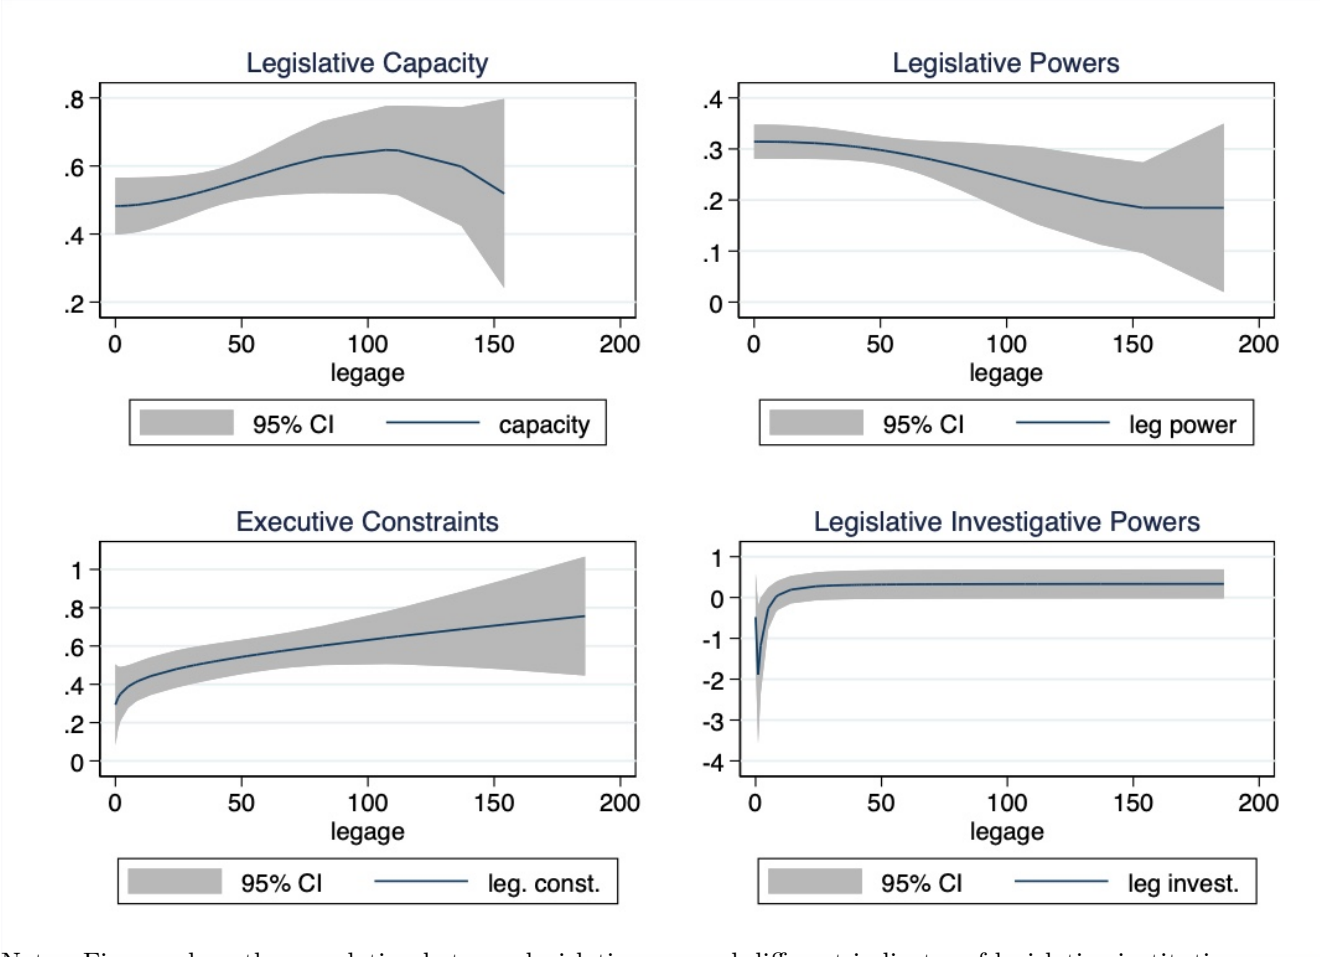 Legislative Capacity
.8
.6
.4
.2
0 50 100 150 200
legage
95% CI capacity
Legislative Powers
.4
.3
.2
.1
0
0 50 100 150 200
legage
95% CI leg power
Executive Constraints
1
.8
.6
.4
.2
0
0 50 100 150 200
legage
95% CI leg. const.
Legislative Investigative Powers
1
0
-1
-2
-3
-4
0 50 100 150 200
legage
95% CI leg invest.